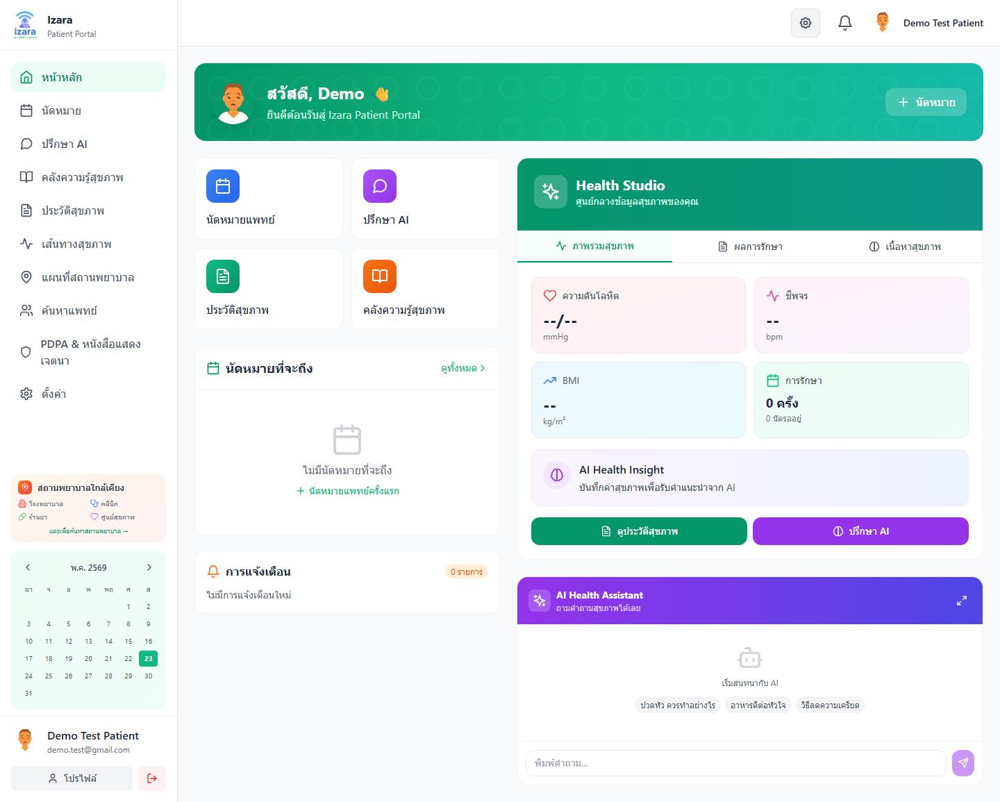 izara
Izara
Patient Portal
หน้าหลัก
นัดหมาย
ปรึกษา AI
คลังความรู้สุขภาพ
ประวัติสุขภาพ
เส้นทางสุขภาพ
แผนที่สถานพยาบาล
ค้นหาแพทย์
PDPA & หนังสือแสดง
เจตนา
ตั้งค่า
สถานพยาบาลใกล้เคียง
โรงพยาบาล
คลินิก
ร้านยา
ศูนย์สุขภาพ
แตะเพื่อค้นหาสถานพยาบาล →
พ.ค. 2569
อา จ อ พ พฤ ศ ส
1 2
3 4 5 6 7 8 9
10 11 12 13 14 15 16
17 18 19 20 21 22 23
24 25 26 27 28 29 30
31
Demo Test Patient
demo.test@gmail.com
โปรไฟล์
Demo Test Patient
สวัสดี, Demo 👋
ยินดีต้อนรับสู่ Izara Patient Portal
นัดหมาย
นัดหมายแพทย์
ปรึกษา AI
ประวัติสุขภาพ
คลังความรู้สุขภาพ
นัดหมายที่จะถึง
ดูทั้งหมด
ไม่มีนัดหมายที่จะถึง
+ นัดหมายแพทย์ครั้งแรก
การแจ้งเตือน
0 รายการ
ไม่มีการแจ้งเตือนใหม่
Health Studio
ศูนย์กลางข้อมูลสุขภาพของคุณ
ภาพรวมสุขภาพ
ผลการรักษา
เนื้อหาสุขภาพ
ความดันโลหิต
--/--
mmHg
ชีพจร
--
bpm
BMI
--
kg/m²
การรักษา
0 ครั้ง
0 นัดรออยู่
AI Health Insight
บันทึกค่าสุขภาพเพื่อรับคำแนะนำจาก AI
ดูประวัติสุขภาพ
ปรึกษา AI
AI Health Assistant
ถามคำถามสุขภาพได้เลย
เริ่มสนทนากับ AI
ปวดหัว ควรทำอย่างไร
อาหารดีต่อหัวใจ
วิธีลดความเครียด
พิมพ์คำถาม...